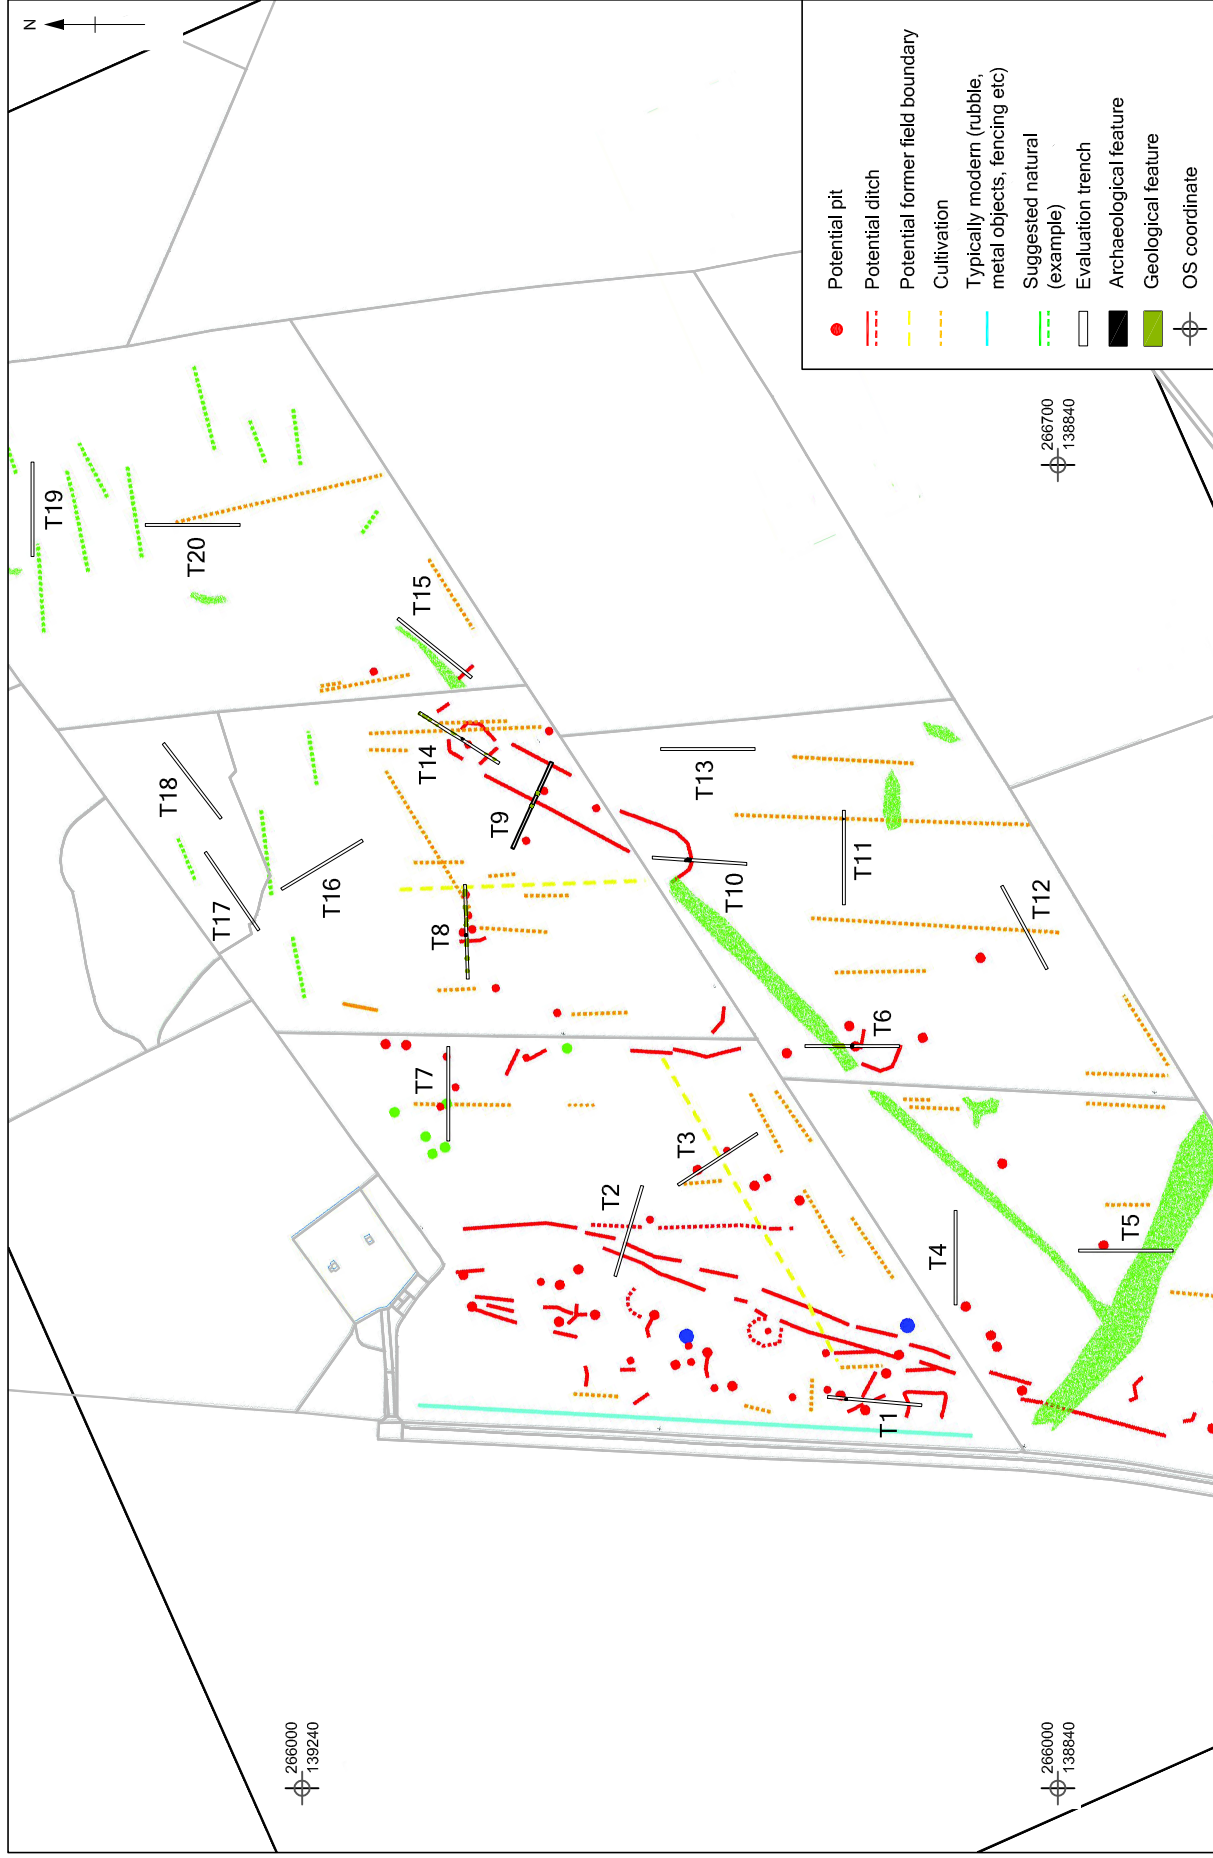 N
T19
T20
T15
T18
T17
T16
T14
T9
T8
T13
T10
T11
T12
T7
T6
T3
T2
T4
T5
T1
266000
139240
266000
138840
266700
138840
Potential pit
Potential ditch
Potential former field boundary
Cultivation
Typically modern (rubble,
metal objects, fencing etc)
Suggested natural
(example)
Evaluation trench
Archaeological feature
Geological feature
OS coordinate